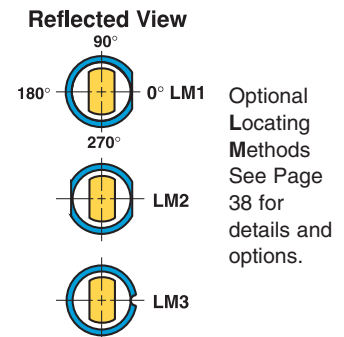 Reflected View
90°
180°
0° LM1
270°
LM2
LM3
Optional
Locating
Methods
See Page
38 for
details and
options.